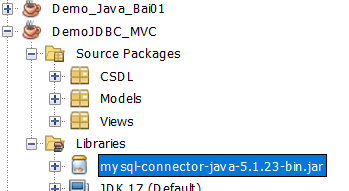 Demo_Java_Bai01
DemoJDBC_MVC
Source Packages
CSDL
Models
Views
Libraries
mysql-connector-java-5.1.23-bin.jar
JDK 17 (Default)